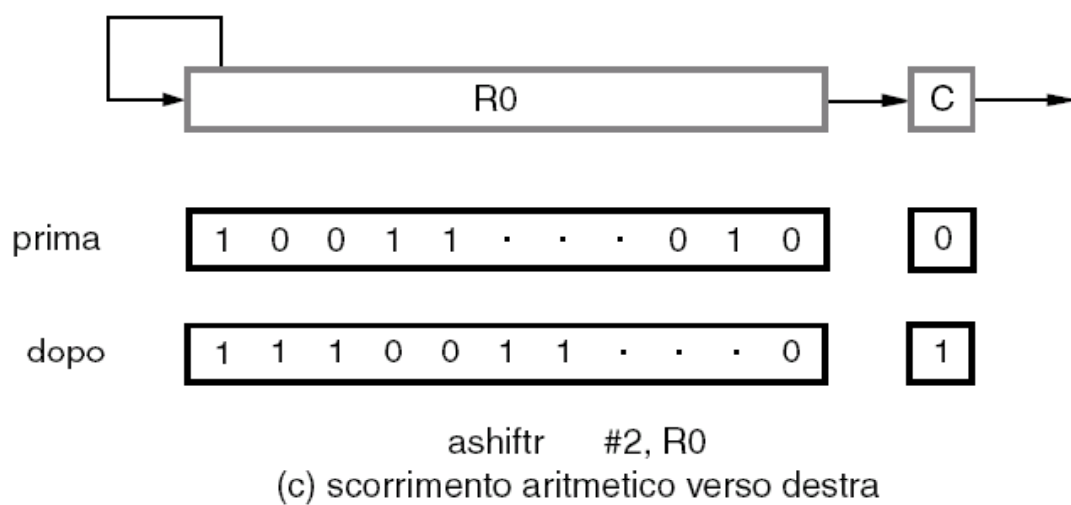 R0 C
prima 1 0 0 1 1 · · · 0 1 0 0
dopo 1 1 1 0 0 1 1 · · · 0 1
ashiftr #2, R0
(c) scorrimento aritmetico verso destra